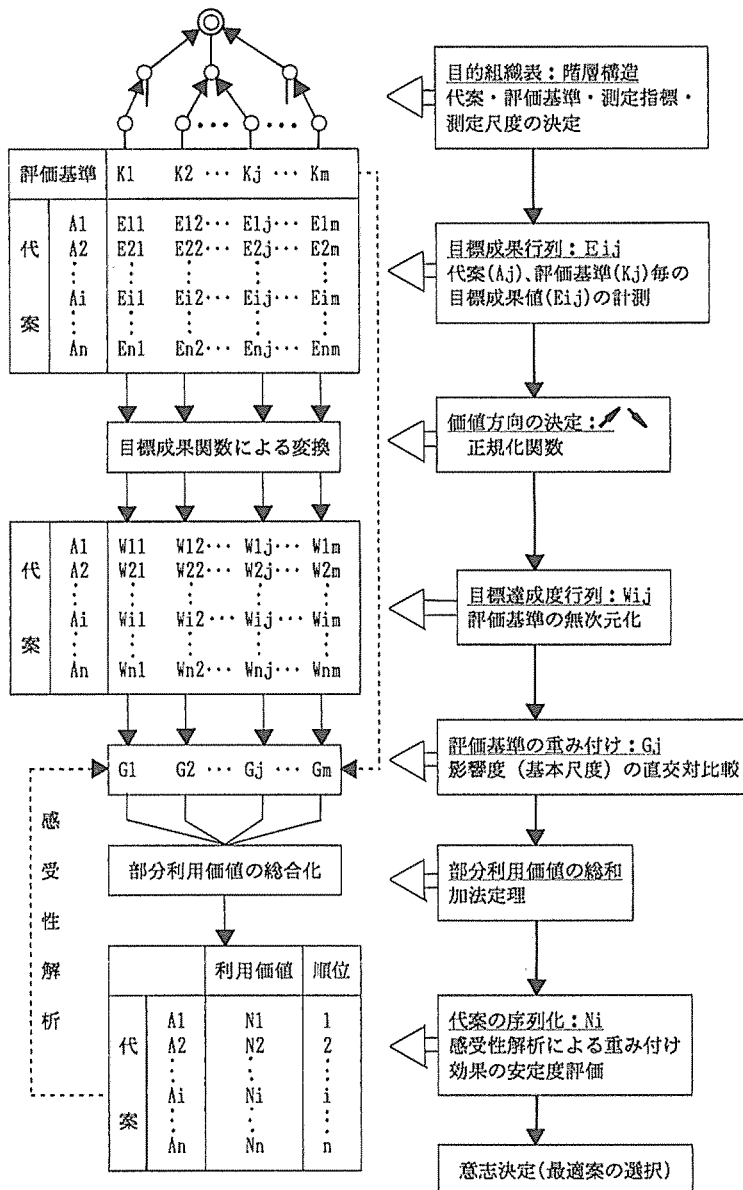 目的組織表：階層構造
代案・評価基準・測定指標・
測定尺度の決定
評価基準 K1 K2 ··· Kj ··· Km
代案
A1 E11 E12··· E1j··· E1m
A2 E21 E22··· E2j··· E2m
Ai Ei1 Ei2··· Eij··· Eim
An En1 En2··· Enj··· Enm
目標成果行列：Eij
代案(Aj)、評価基準(Kj)毎の
目標成果値(Eij)の計測
目標成果関数による変換
価値方向の決定：
正規化関数
代案
A1 W11 W12··· W1j··· W1m
A2 W21 W22··· W2j··· W2m
Ai Wi1 Wi2··· Wij··· Wim
An Wn1 Wn2··· Wnj··· Wnm
目標達成度行列：Wij
評価基準の無次元化
G1 G2 ··· Gj ··· Gm
評価基準の重み付け：Gj
影響度（基本尺度）の直交対比較
感受性解析
部分利用価値の総合化
部分利用価値の総和
加法定理
利用価値 順位
代案
A1 N1 1
A2 N2 2
Ai Ni i
An Nn n
代案の序列化：Ni
感受性解析による重み付け
効果の安定度評価
意志決定(最適案の選択)